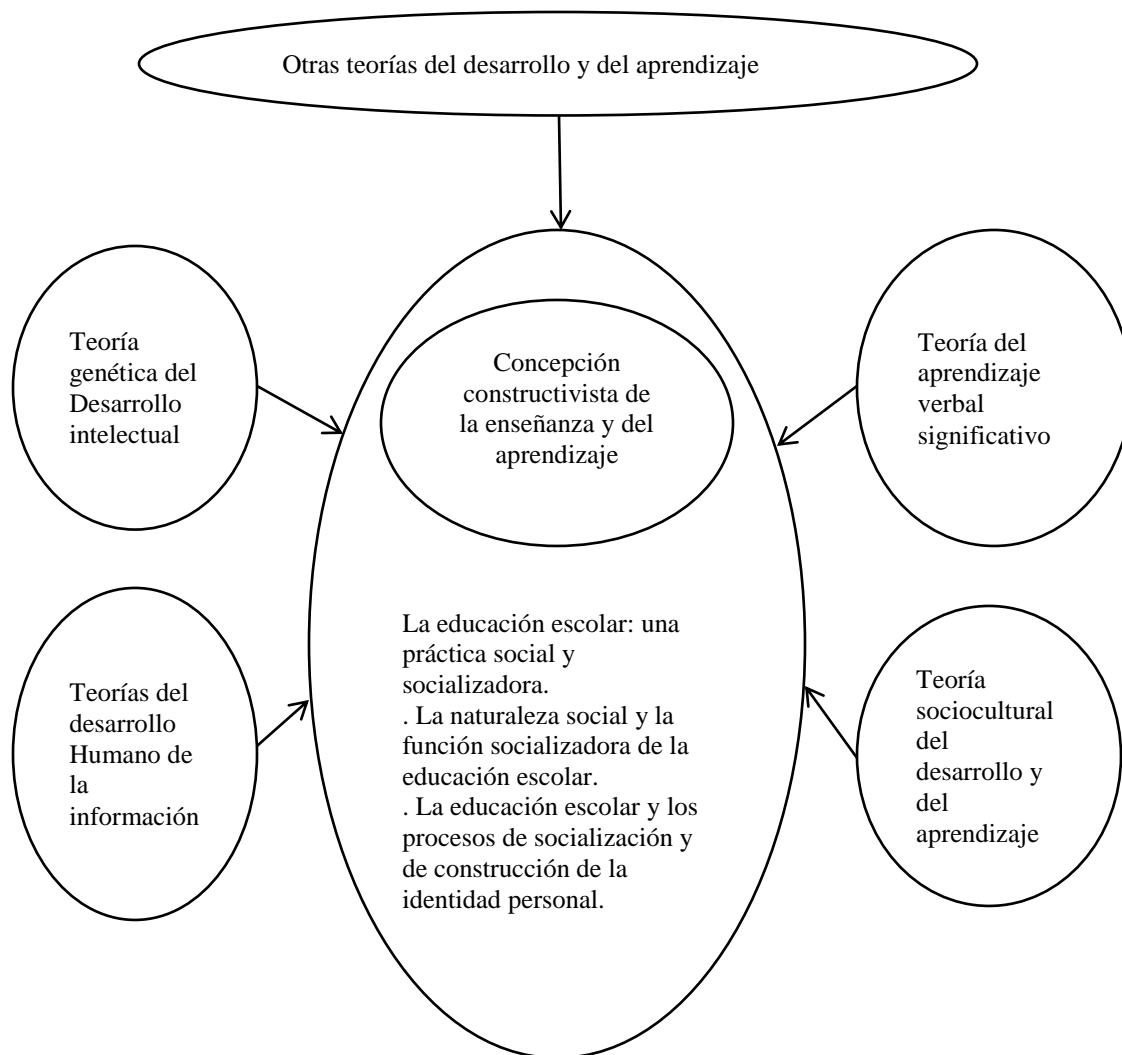 Otras teorías del desarrollo y del aprendizaje
Teoría
genética del
Desarrollo
intelectual
Concepción
constructivista de
la enseñanza y del
aprendizaje
Teoría del
aprendizaje
verbal
significativo
Teorías del
desarrollo
Humano de
la
información
La educación escolar: una
práctica social y
socializadora.
. La naturaleza social y la
función socializadora de la
educación escolar.
. La educación escolar y los
procesos de socialización y
de construcción de la
identidad personal.
Teoría
sociocultural
del
desarrollo y
del
aprendizaje